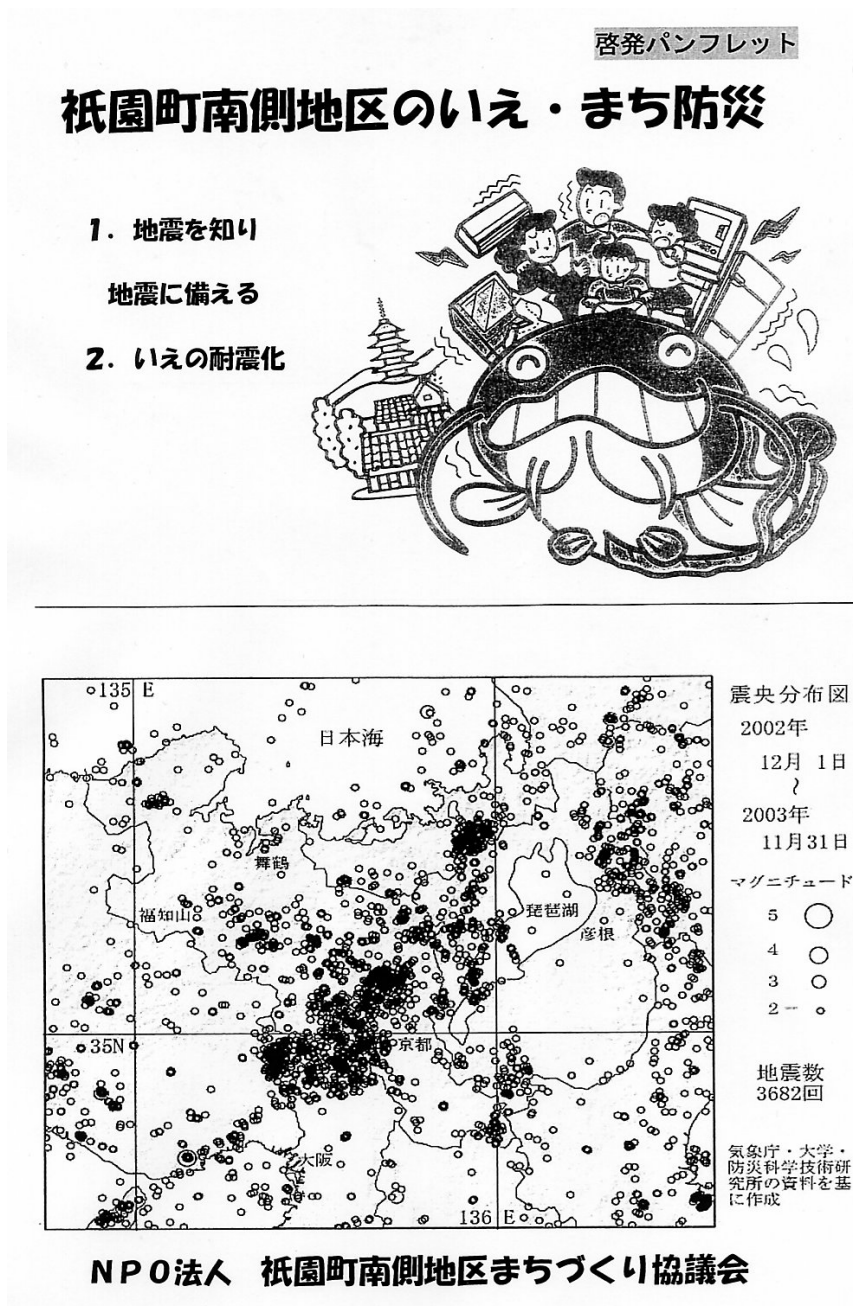 啓発パンフレット
祇園町南側地区のいえ・まち防災
1．地震を知り
地震に備える
2．いえの耐震化
135 E
日本海
舞鶴
福知山
琵琶湖
彦根
35N
京都
大阪
136 E
震央分布図
2002年
12月 1日
～
2003年
11月31日
マグニチュード
5
4
3
2－
地震数
3682回
気象庁・大学・
防災科学技術研
究所の資料を基
に作成
NPO法人 祇園町南側地区まちづくり協議会